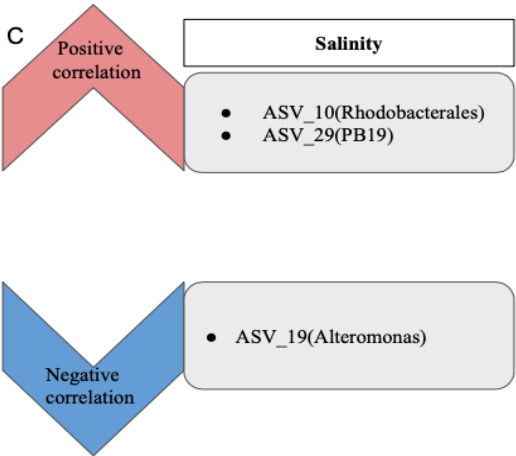 C
Positive
correlation
Salinity
● ASV_10(Rhodobacterales)
● ASV_29(PB19)
Negative
correlation
● ASV_19(Alteromonas)